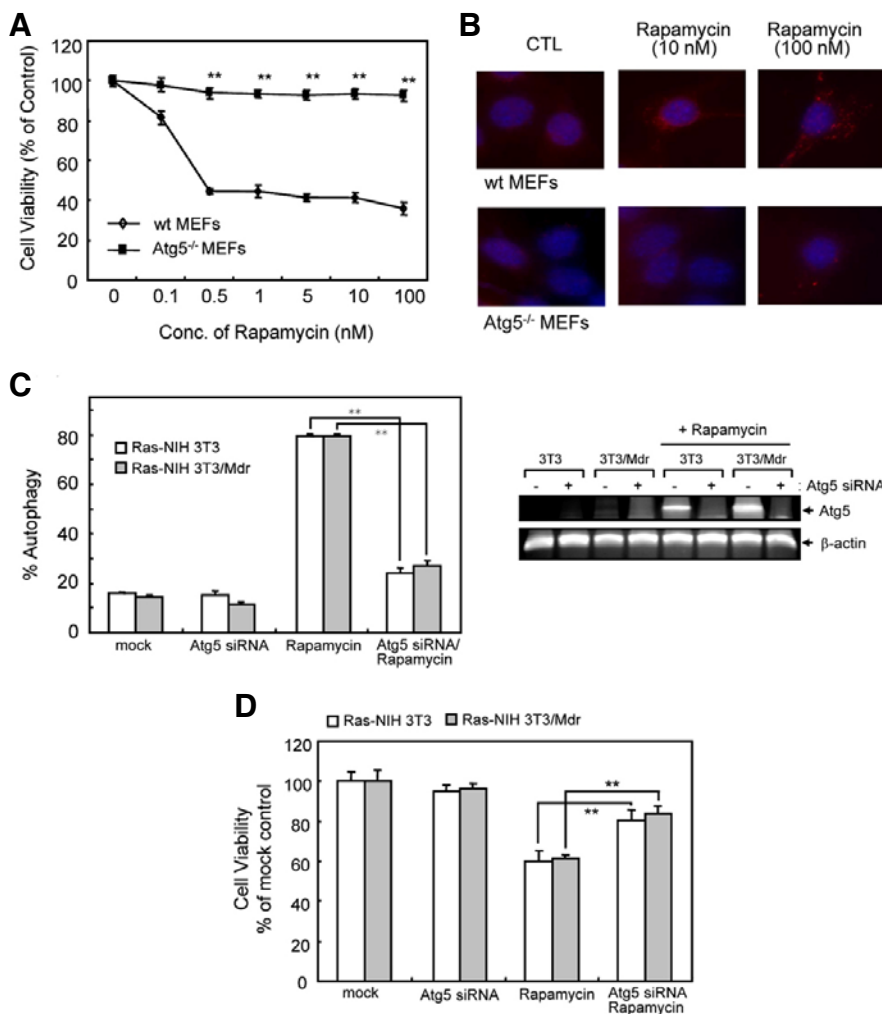 A
120
100
80
60
40
20
0
Cell Viability (% of Control)
** ** ** ** **
wt MEFs
Atg5-/- MEFs
0 0.1 0.5 1 5 10 100
Conc. of Rapamycin (nM)
B
CTL
Rapamycin
(10 nM)
Rapamycin
(100 nM)
wt MEFs
Atg5-/- MEFs
C
80
60
40
20
0
% Autophagy
Ras-NIH 3T3
Ras-NIH 3T3/Mdr
**
**
mock
Atg5 siRNA
Rapamycin
Atg5 siRNA/
Rapamycin
+ Rapamycin
3T3 3T3/Mdr 3T3 3T3/Mdr
- + - + - + - + : Atg5 siRNA
Atg5
β-actin
D
Ras-NIH 3T3 Ras-NIH 3T3/Mdr
120
100
80
60
40
20
0
Cell Viability
% of mock control
**
**
mock
Atg5 siRNA
Rapamycin
Atg5 siRNA
Rapamycin